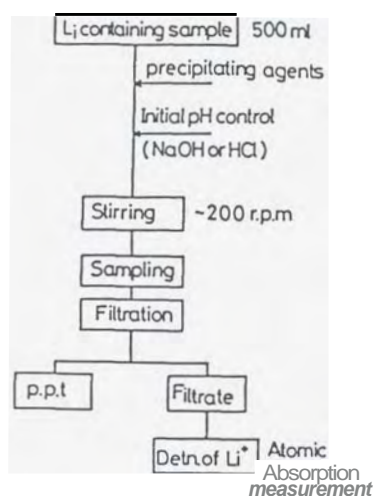 Li containing sample 500 ml
precipitating agents
Initial pH control
(NaOH or HCl)
Stirring ~200 r.p.m
Sampling
Filtration
p.p.t
Filtrate
Detn.of Li⁺ Atomic
Absorption
measurement